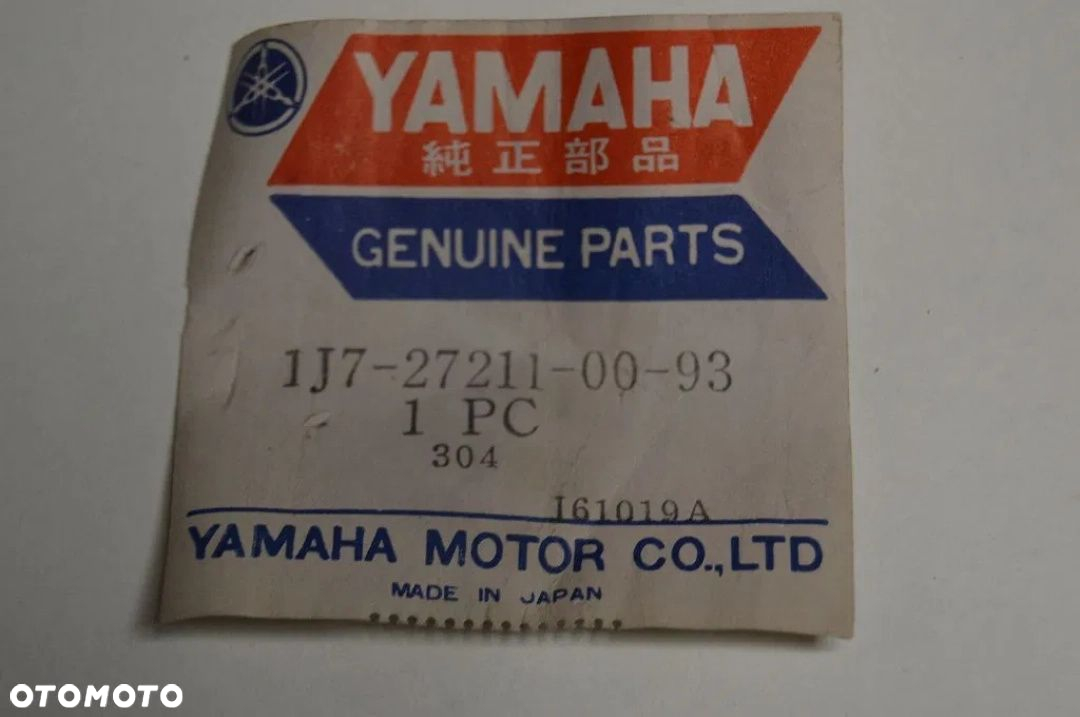 YAMAHA
純正部品
GENUINE PARTS
1J7-27211-00-93
1 PC
304
I61019A
YAMAHA MOTOR CO.,LTD
MADE IN JAPAN
OTOMOTO